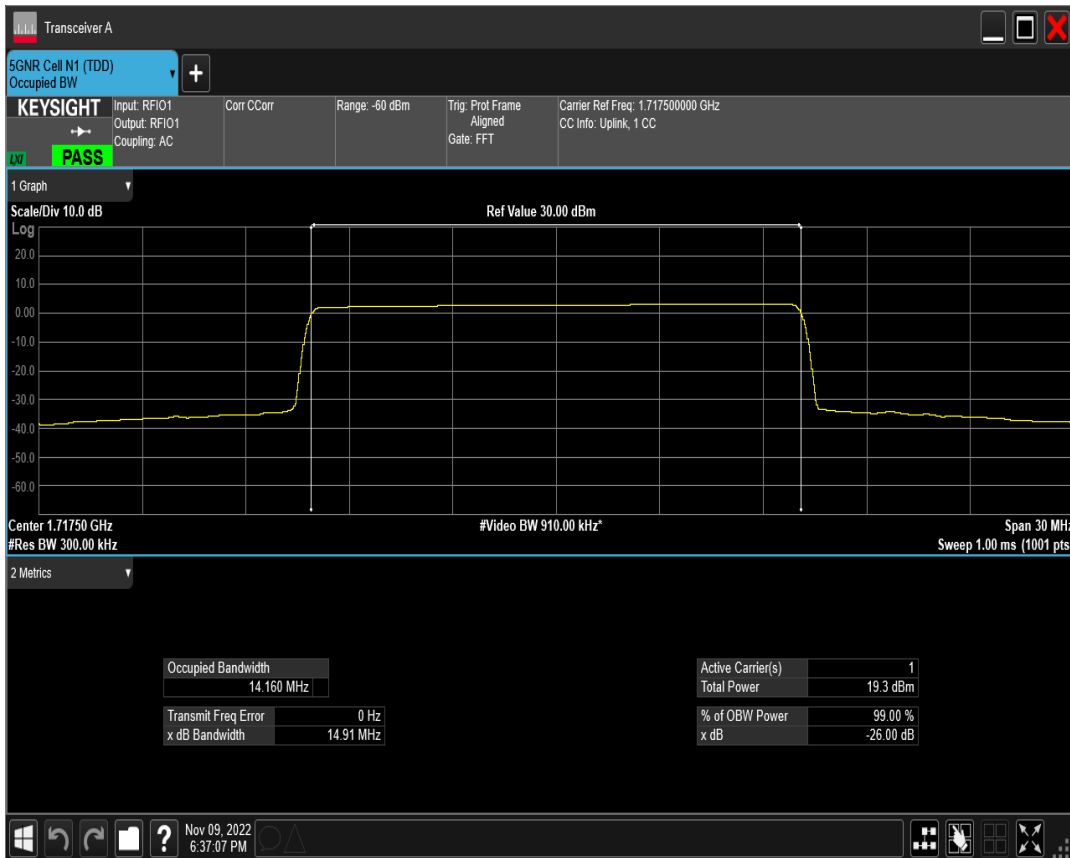 Transceiver A
5GNR Cell N1 (TDD)
Occupied BW
+
KEYSIGHT
LXI
PASS
Input: RFIO1
Output: RFIO1
Coupling: AC
Corr CCorr
Range: -60 dBm
Trig: Prot Frame
Aligned
Gate: FFT
Carrier Ref Freq: 1.717500000 GHz
CC Info: Uplink, 1 CC
1 Graph
Scale/Div 10.0 dB
Ref Value 30.00 dBm
Log
20.0
10.0
0.00
-10.0
-20.0
-30.0
-40.0
-50.0
-60.0
Center 1.71750 GHz
#Video BW 910.00 kHz*
Span 30 MHz
#Res BW 300.00 kHz
Sweep 1.00 ms (1001 pts
2 Metrics
Occupied Bandwidth
14.160 MHz
Transmit Freq Error 0 Hz
x dB Bandwidth 14.91 MHz
Active Carrier(s) 1
Total Power 19.3 dBm
% of OBW Power 99.00 %
x dB -26.00 dB
?
Nov 09, 2022
6:37:07 PM